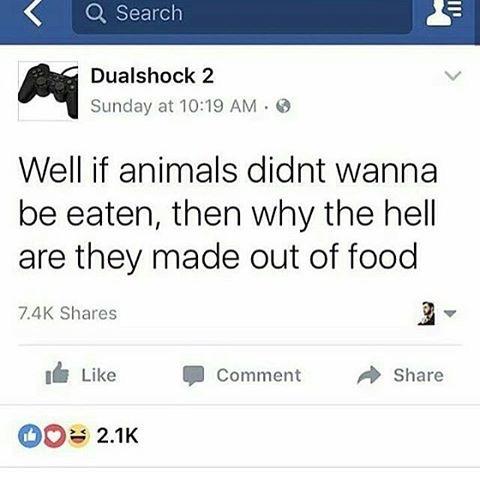 Search
Dualshock 2
Sunday at 10:19 AM ·
Well if animals didnt wanna
be eaten, then why the hell
are they made out of food
7.4K Shares
Like Comment Share
2.1K